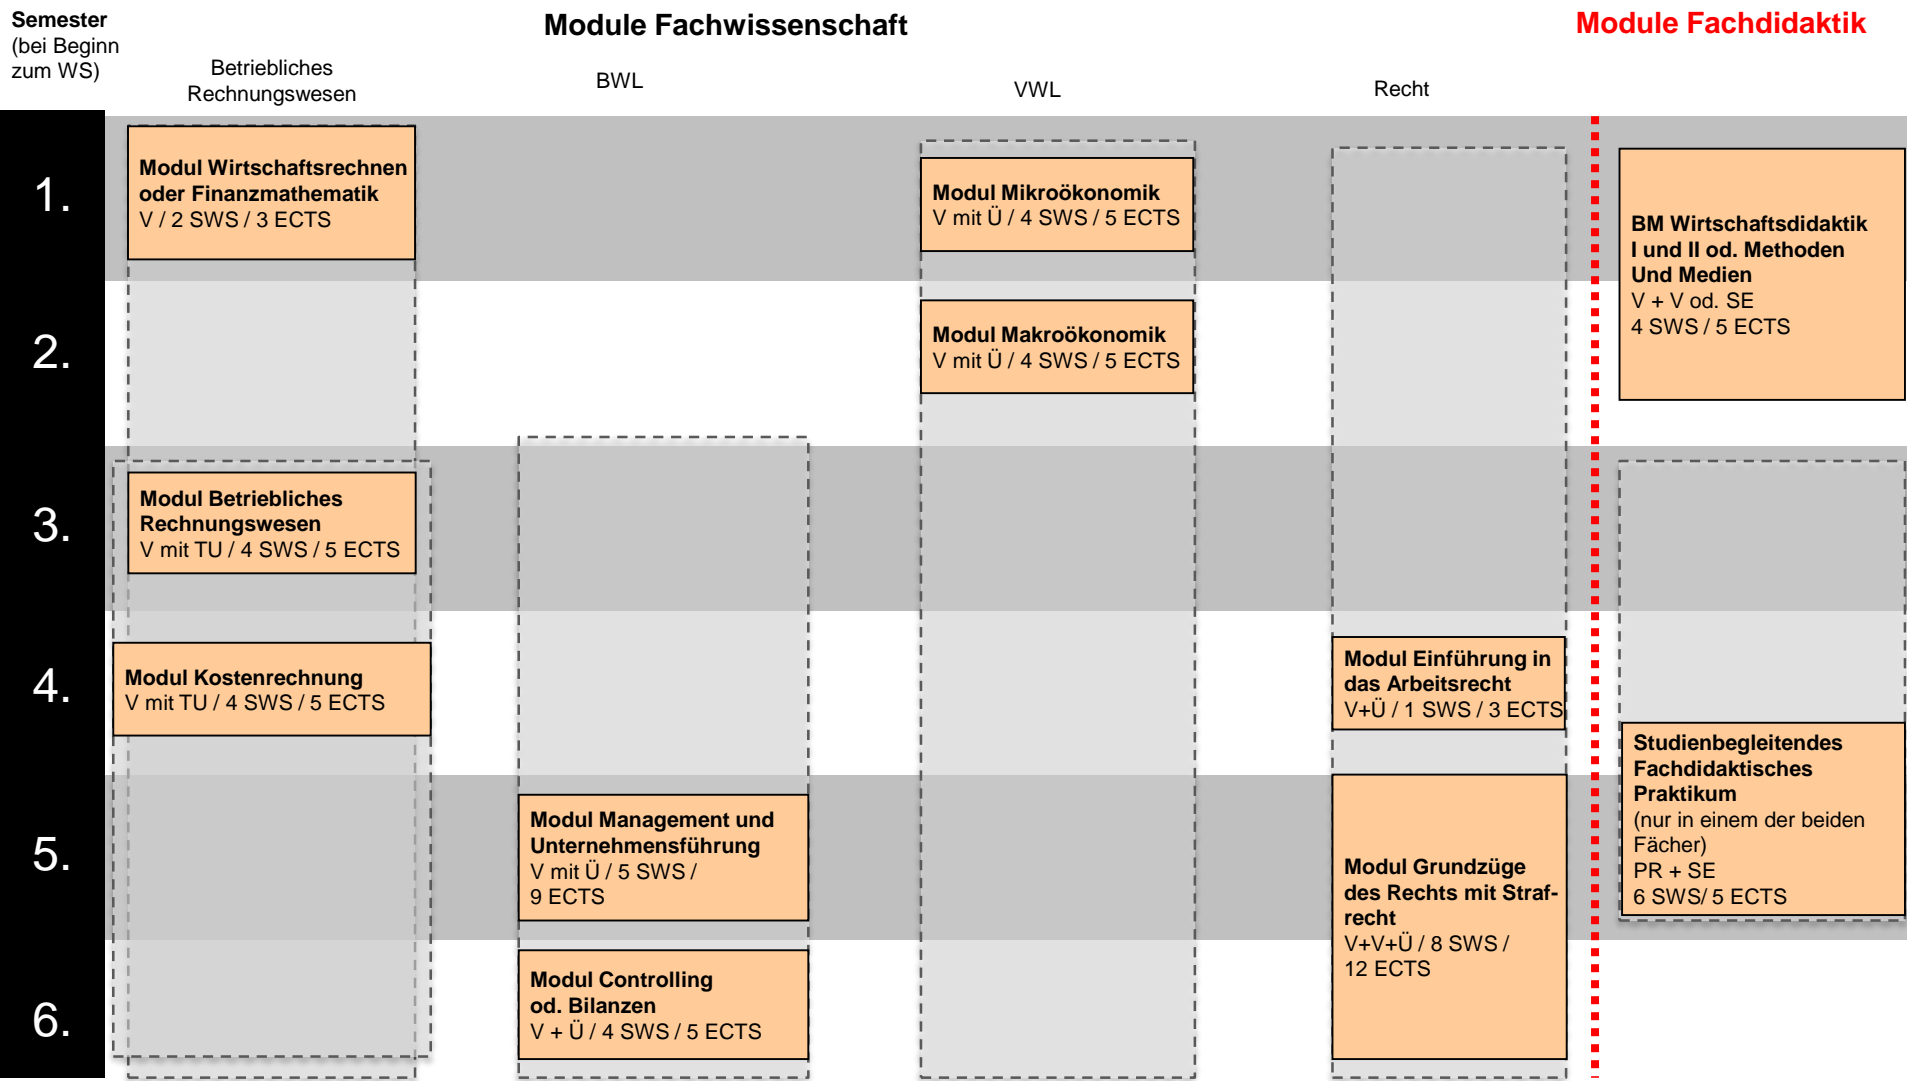 Semester
(bei Beginn
zum WS)
Module Fachwissenschaft
Module Fachdidaktik
Betriebliches
Rechnungswesen
BWL
VWL
Recht
1.
Modul Wirtschaftsrechnen
oder Finanzmathematik
V / 2 SWS / 3 ECTS
Modul Mikroökonomik
V mit Ü / 4 SWS / 5 ECTS
BM Wirtschaftsdidaktik
I und II od. Methoden
Und Medien
V + V od. SE
4 SWS / 5 ECTS
2.
Modul Makroökonomik
V mit Ü / 4 SWS / 5 ECTS
3.
Modul Betriebliches
Rechnungswesen
V mit TU / 4 SWS / 5 ECTS
4.
Modul Kostenrechnung
V mit TU / 4 SWS / 5 ECTS
Modul Einführung in
das Arbeitsrecht
V+Ü / 1 SWS / 3 ECTS
Studienbegleitendes
Fachdidaktisches
Praktikum
(nur in einem der beiden
Fächer)
PR + SE
6 SWS/ 5 ECTS
5.
Modul Management und
Unternehmensführung
V mit Ü / 5 SWS /
9 ECTS
Modul Grundzüge
des Rechts mit Straf-
recht
V+V+Ü / 8 SWS /
12 ECTS
6.
Modul Controlling
od. Bilanzen
V + Ü / 4 SWS / 5 ECTS